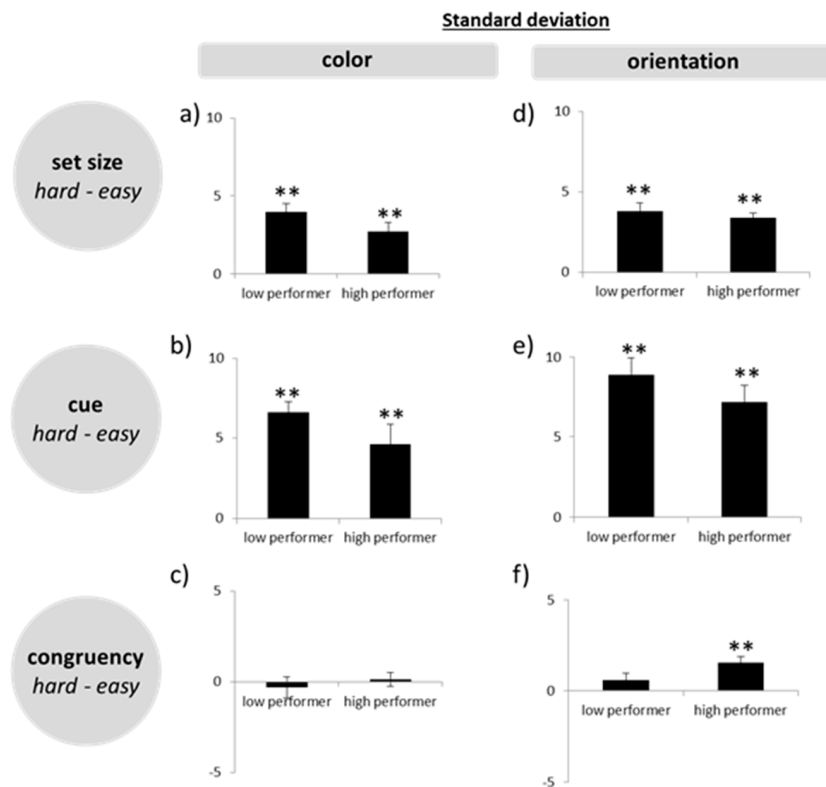 Standard deviation
color
orientation
set size
hard - easy
a)
10
5
0
**
**
low performer
high performer
d)
10
5
0
**
**
low performer
high performer
cue
hard - easy
b)
10
5
0
**
**
low performer
high performer
e)
10
5
0
**
**
low performer
high performer
congruency
hard - easy
c)
5
0
-5
low performer
high performer
f)
5
0
-5
**
low performer
high performer